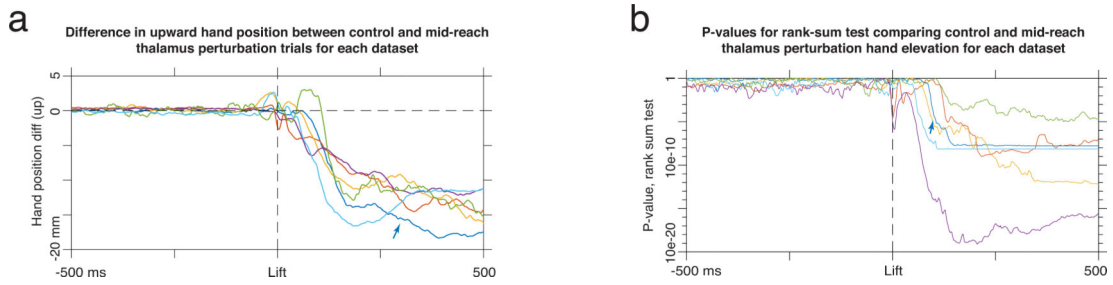 a
Difference in upward hand position between control and mid-reach
thalamus perturbation trials for each dataset
Hand position diff (up)
5
0
-20 mm
-500 ms
Lift
500
b
P-values for rank-sum test comparing control and mid-reach
thalamus perturbation hand elevation for each dataset
P-value, rank sum test
1
10e-10
10e-20
-500 ms
Lift
500